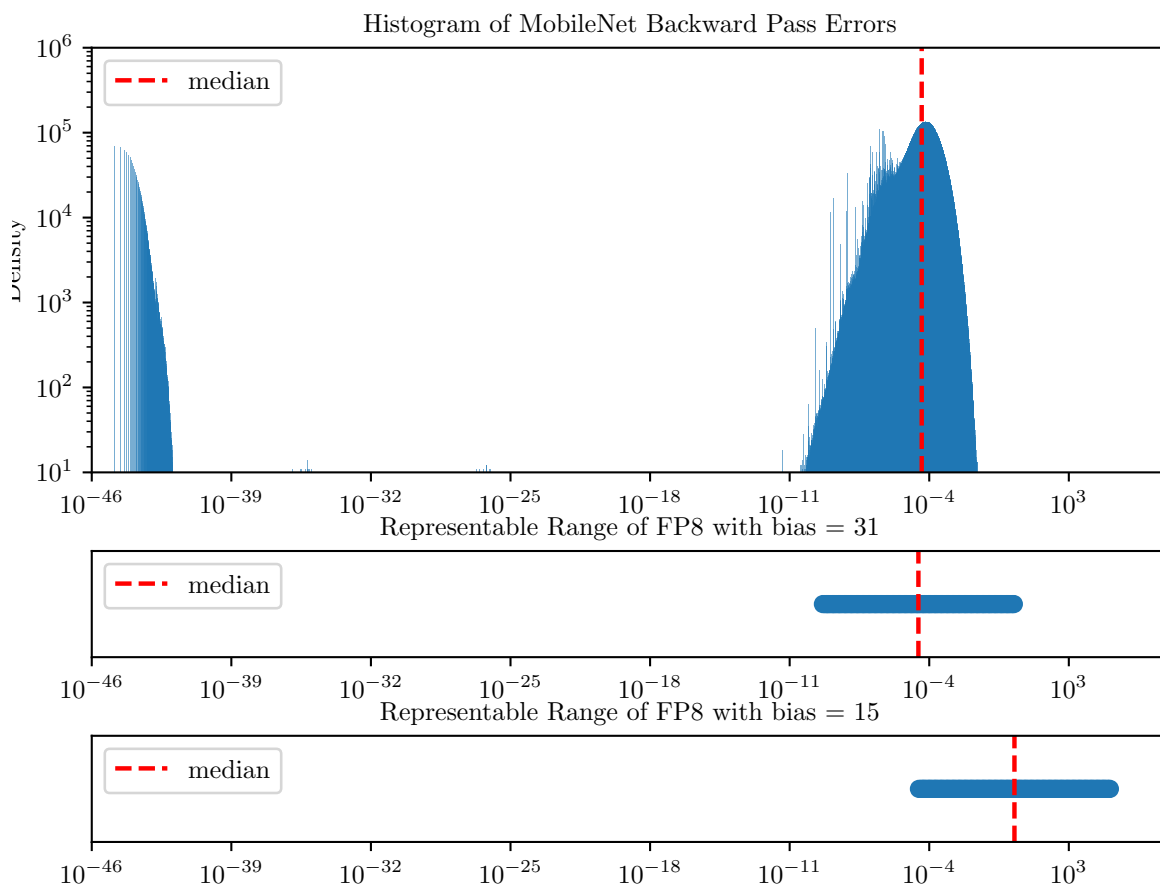 Histogram of MobileNet Backward Pass Errors
median
10^6
10^5
10^4
10^3
10^2
10^1
Density
10^−46 10^−39 10^−32 10^−25 10^−18 10^−11 10^−4 10^3
Representable Range of FP8 with bias = 31
median
10^−46 10^−39 10^−32 10^−25 10^−18 10^−11 10^−4 10^3
Representable Range of FP8 with bias = 15
median
10^−46 10^−39 10^−32 10^−25 10^−18 10^−11 10^−4 10^3